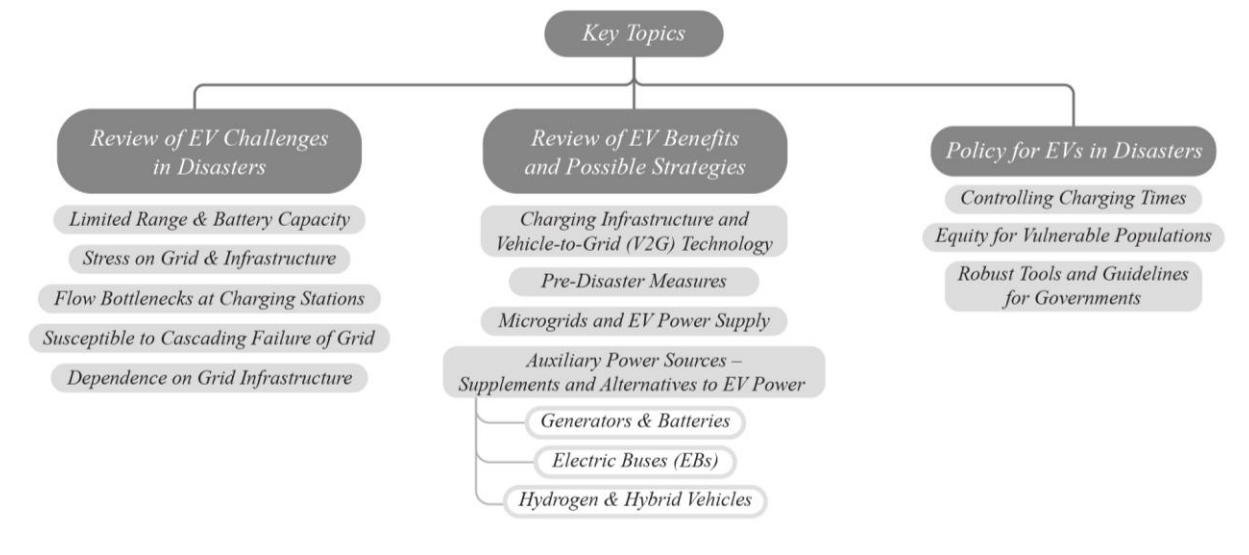 Key Topics
Review of EV Challenges
in Disasters
Limited Range & Battery Capacity
Stress on Grid & Infrastructure
Flow Bottlenecks at Charging Stations
Susceptible to Cascading Failure of Grid
Dependence on Grid Infrastructure
Review of EV Benefits
and Possible Strategies
Charging Infrastructure and
Vehicle-to-Grid (V2G) Technology
Pre-Disaster Measures
Microgrids and EV Power Supply
Auxiliary Power Sources –
Supplements and Alternatives to EV Power
Generators & Batteries
Electric Buses (EBs)
Hydrogen & Hybrid Vehicles
Policy for EVs in Disasters
Controlling Charging Times
Equity for Vulnerable Populations
Robust Tools and Guidelines
for Governments